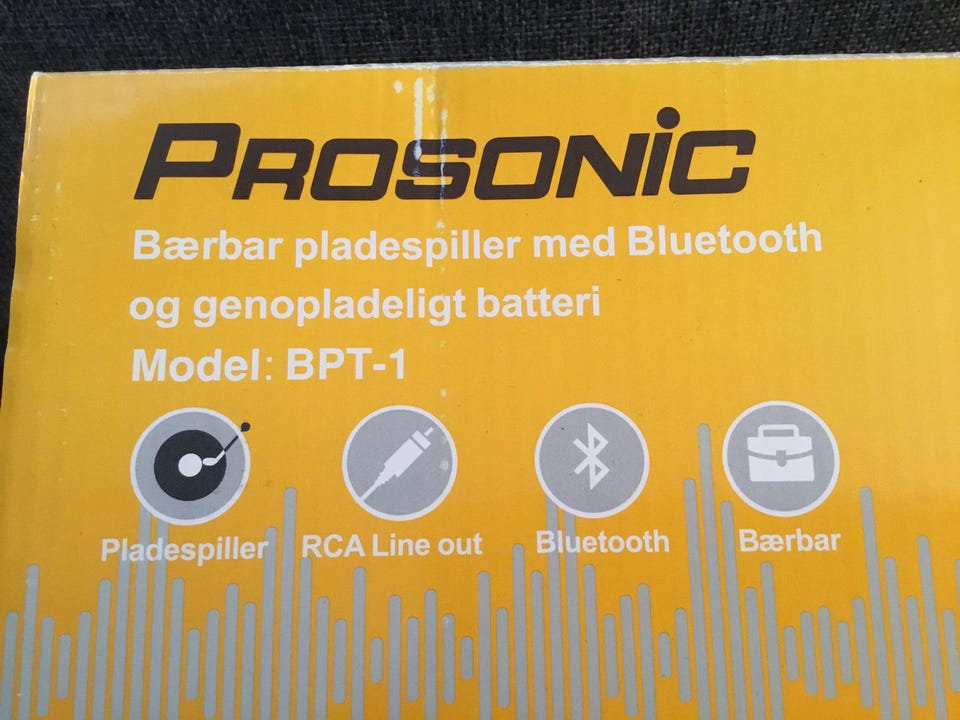 PROSONiC
Bærbar pladespiller med Bluetooth
og genopladeligt batteri
Model: BPT-1
Pladespiller RCA Line out Bluetooth Bærbar